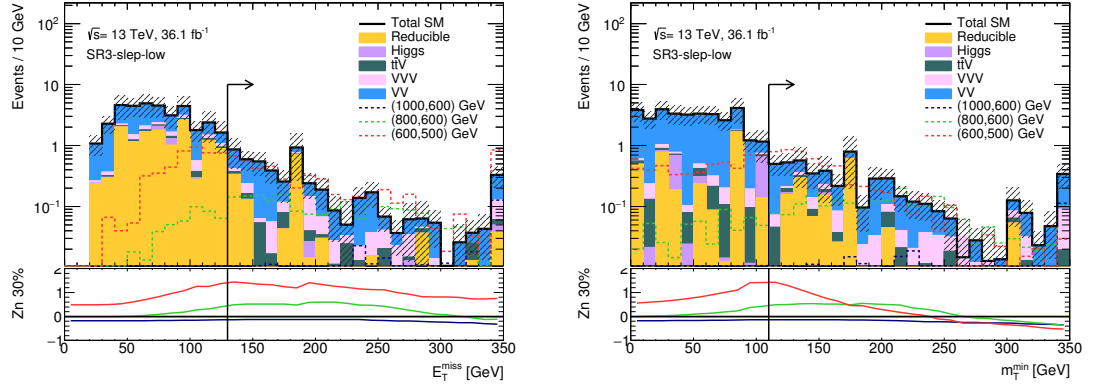 Events / 10 GeV
10²
10
1
10⁻¹
√s= 13 TeV, 36.1 fb⁻¹
SR3-slep-low
Total SM
Reducible
Higgs
tt̄V
VVV
VV
(1000,600) GeV
(800,600) GeV
(600,500) GeV
Zn 30%
2
1
0
−1
0 50 100 150 200 250 300 350
E_T^miss [GeV]
Events / 10 GeV
10²
10
1
10⁻¹
√s= 13 TeV, 36.1 fb⁻¹
SR3-slep-low
Total SM
Reducible
Higgs
tt̄V
VVV
VV
(1000,600) GeV
(800,600) GeV
(600,500) GeV
Zn 30%
2
1
0
−1
0 50 100 150 200 250 300 350
m_T^min [GeV]